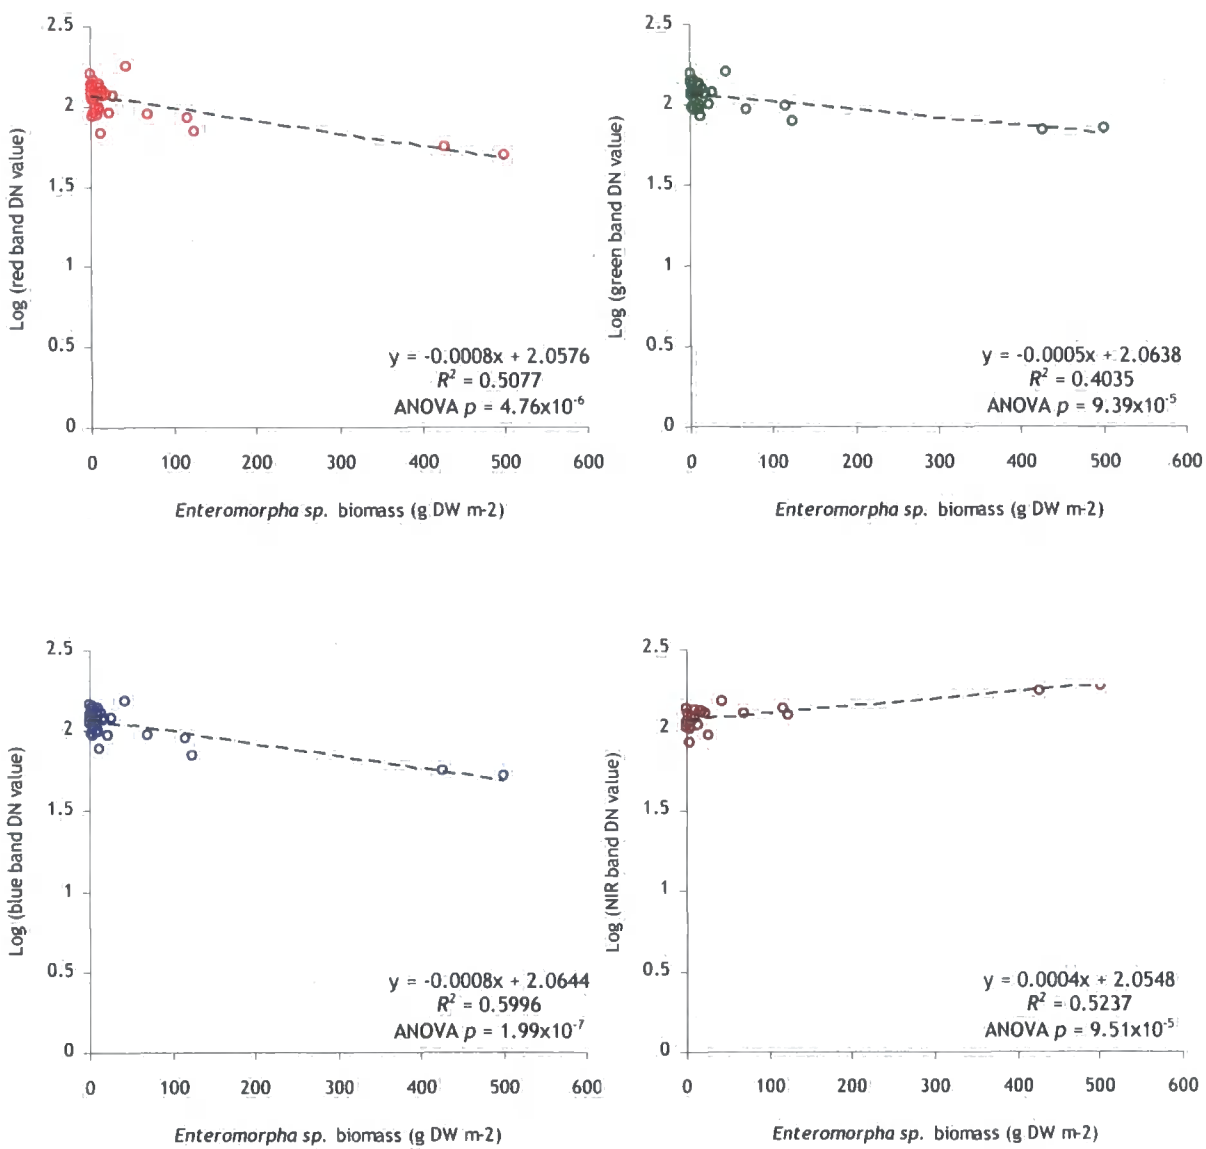 2.5
2
1.5
1
0.5
0
Log (red band DN value)
y = -0.0008x + 2.0576
R² = 0.5077
ANOVA p = 4.76x10⁻⁶
0 100 200 300 400 500 600
Enteromorpha sp. biomass (g DW m-2)
2.5
2
1.5
1
0.5
0
Log (green band DN value)
y = -0.0005x + 2.0638
R² = 0.4035
ANOVA p = 9.39x10⁻⁵
0 100 200 300 400 500 600
Enteromorpha sp. biomass (g DW m-2)
2.5
2
1.5
1
0.5
0
Log (blue band DN value)
y = -0.0008x + 2.0644
R² = 0.5996
ANOVA p = 1.99x10⁻⁷
0 100 200 300 400 500 600
Enteromorpha sp. biomass (g DW m-2)
2.5
2
1.5
1
0.5
0
Log (NIR band DN value)
y = 0.0004x + 2.0548
R² = 0.5237
ANOVA p = 9.51x10⁻⁵
0 100 200 300 400 500 600
Enteromorpha sp. biomass (g DW m-2)